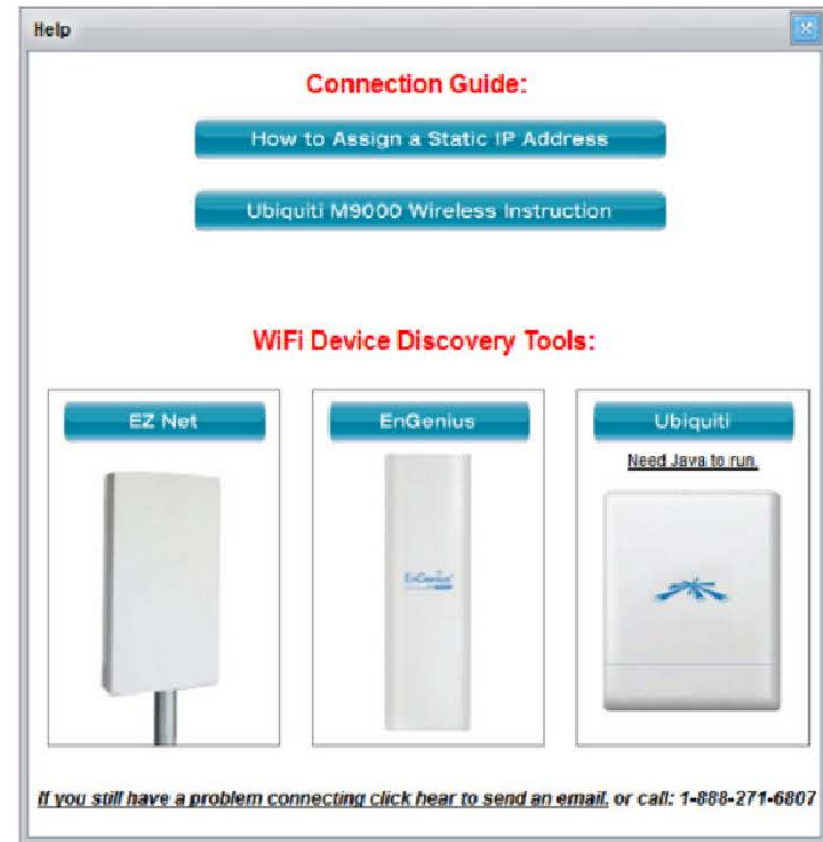 Help
Connection Guide:
How to Assign a Static IP Address
Ubiquiti M9000 Wireless Instruction
WiFi Device Discovery Tools:
EZ Net
EnGenius
Ubiquiti
Need Java to run.
EnGenius
If you still have a problem connecting click hear to send an email. or call: 1-888-271-6807